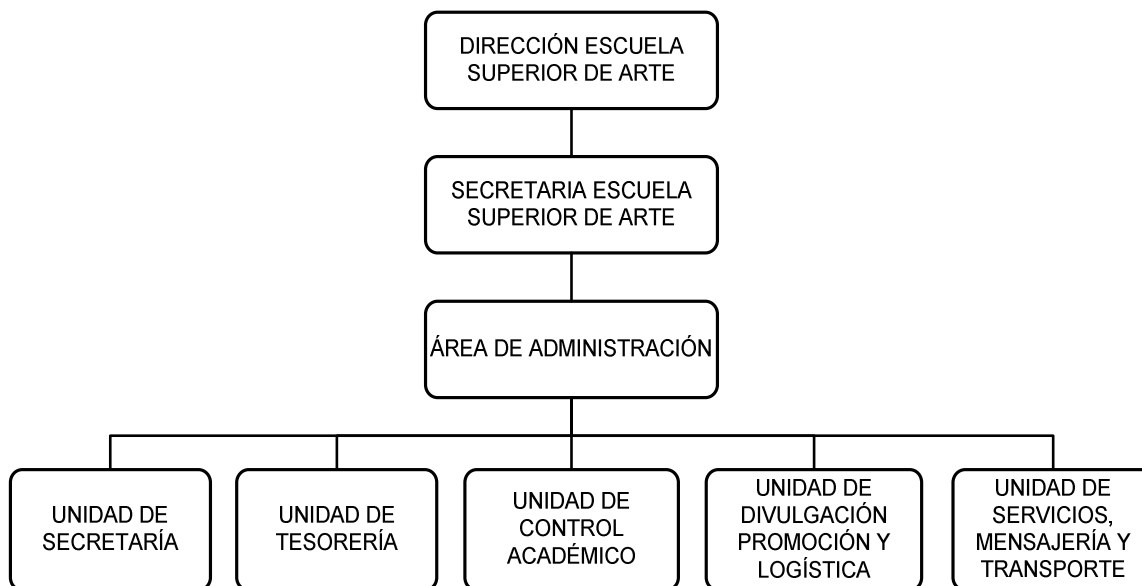 DIRECCIÓN ESCUELA
SUPERIOR DE ARTE
SECRETARIA ESCUELA
SUPERIOR DE ARTE
ÁREA DE ADMINISTRACIÓN
UNIDAD DE
SECRETARÍA
UNIDAD DE
TESORERÍA
UNIDAD DE
CONTROL
ACADÉMICO
UNIDAD DE
DIVULGACIÓN
PROMOCIÓN Y
LOGÍSTICA
UNIDAD DE
SERVICIOS,
MENSAJERÍA Y
TRANSPORTE